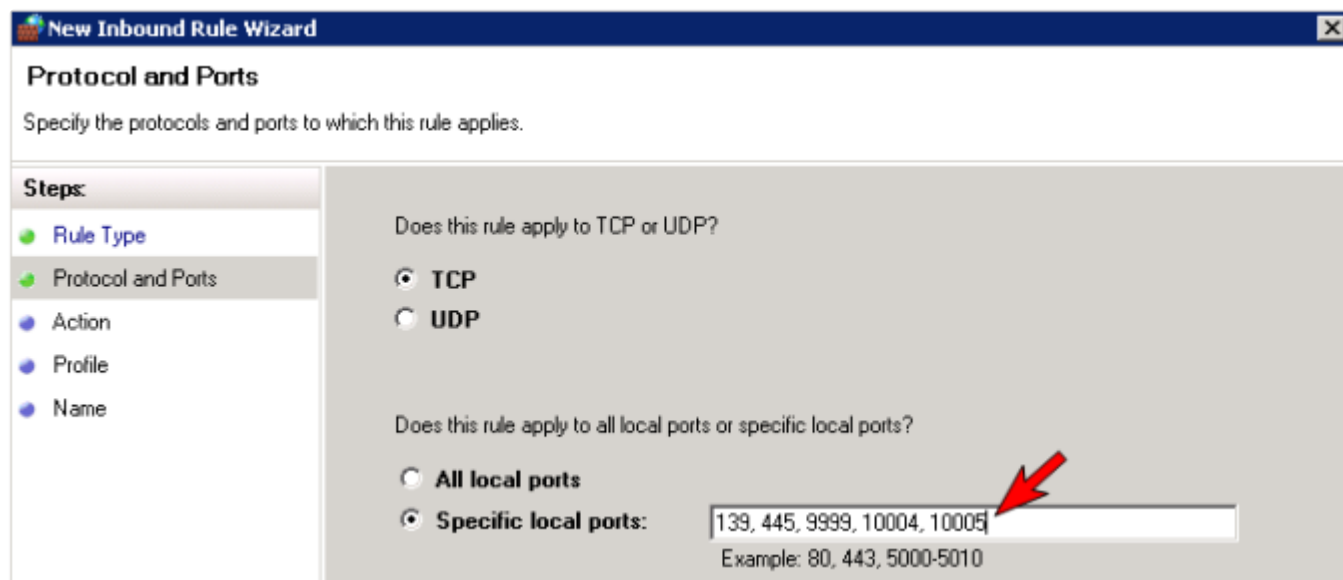 New Inbound Rule Wizard
Protocol and Ports
Specify the protocols and ports to which this rule applies.
Steps:
Rule Type
Protocol and Ports
Action
Profile
Name
Does this rule apply to TCP or UDP?
TCP
UDP
Does this rule apply to all local ports or specific local ports?
All local ports
Specific local ports: 139, 445, 9999, 10004, 10005
Example: 80, 443, 5000-5010